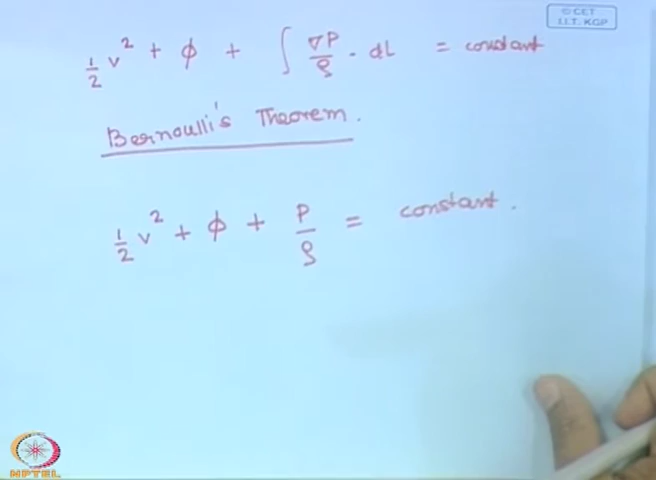 © CET
I.I.T. KGP
1/2 v² + ϕ + ∫ ∇P/ρ · dL = constant
Bernoulli's Theorem.
1/2 v² + ϕ + P/ρ = constant.
NPTEL